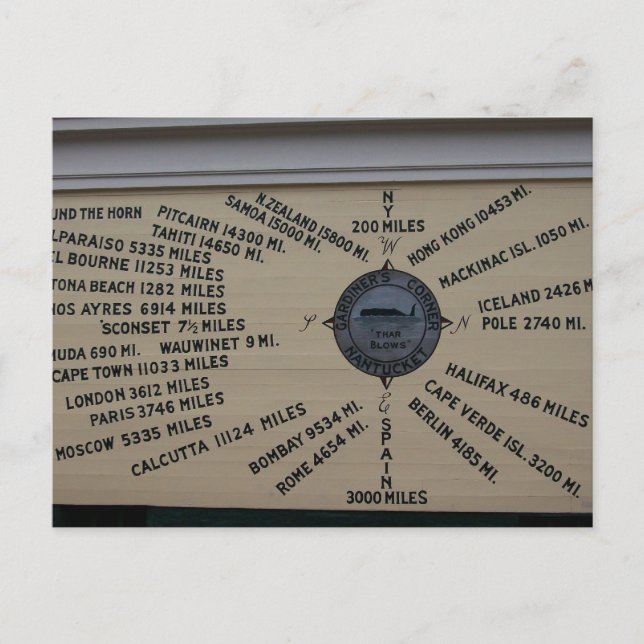 UND THE HORN
LPARAISO 5335 MILES
EL BOURNE 11253 MILES
TONA BEACH 1282 MILES
NOS AYRES 6914 MILES
'SCONSET 7½ MILES
MUDA 690 MI.
WAUWINET 9 MI.
CAPE TOWN 11033 MILES
LONDON 3612 MILES
PARIS 3746 MILES
MOSCOW 5335 MILES
CALCUTTA 11124 MILES
BOMBAY 9534 MI.
ROME 4654 MI.
PITCAIRN 14300 MI.
TAHITI 14650 MI.
SAMOA 15000 MI.
N. ZEALAND 15800 MI.
NY
200 MILES
W
S
N
E
GARDINER'S CORNER
"THAR
BLOWS"
NANTUCKET
SPAIN
3000 MILES
HONG KONG 10453 MI.
MACKINAC ISL. 1050 MI.
ICELAND 2426 M
POLE 2740 MI.
HALIFAX 486 MILES
CAPE VERDE ISL. 3200 MI.
BERLIN 4185 MI.